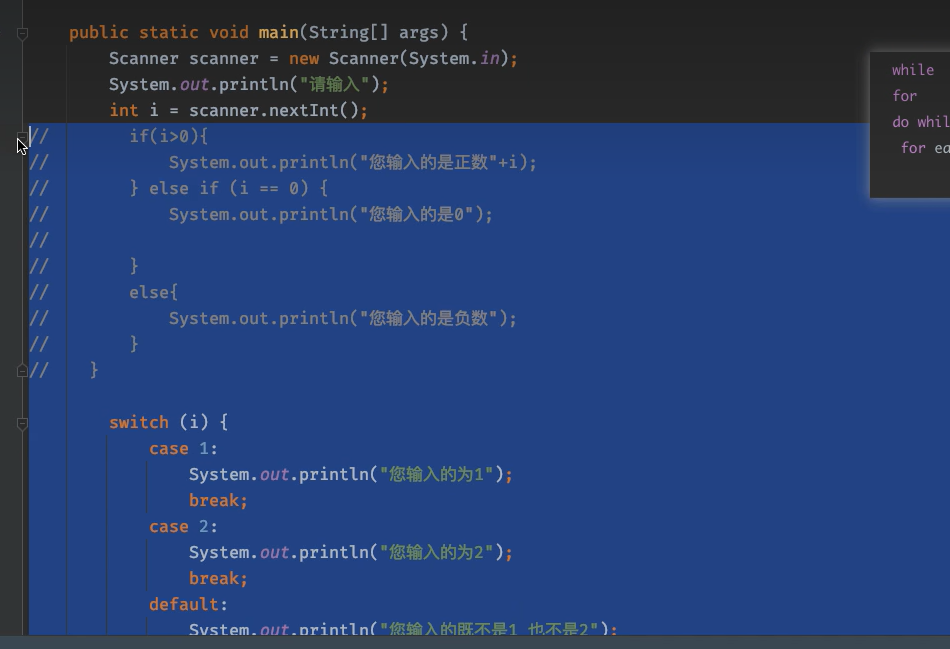 public static void main(String[] args) {
Scanner scanner = new Scanner(System.in);
System.out.println("请输入");
int i = scanner.nextInt();
// if(i>0){
// System.out.println("您输入的是正数"+i);
// } else if (i == 0) {
// System.out.println("您输入的是0");
//
// }
// else{
// System.out.println("您输入的是负数");
// }
// }
switch (i) {
case 1:
System.out.println("您输入的为1");
break;
case 2:
System.out.println("您输入的为2");
break;
default:
System.out.println("您输入的既不是1 也不是2");
while
for
do whil
for ea